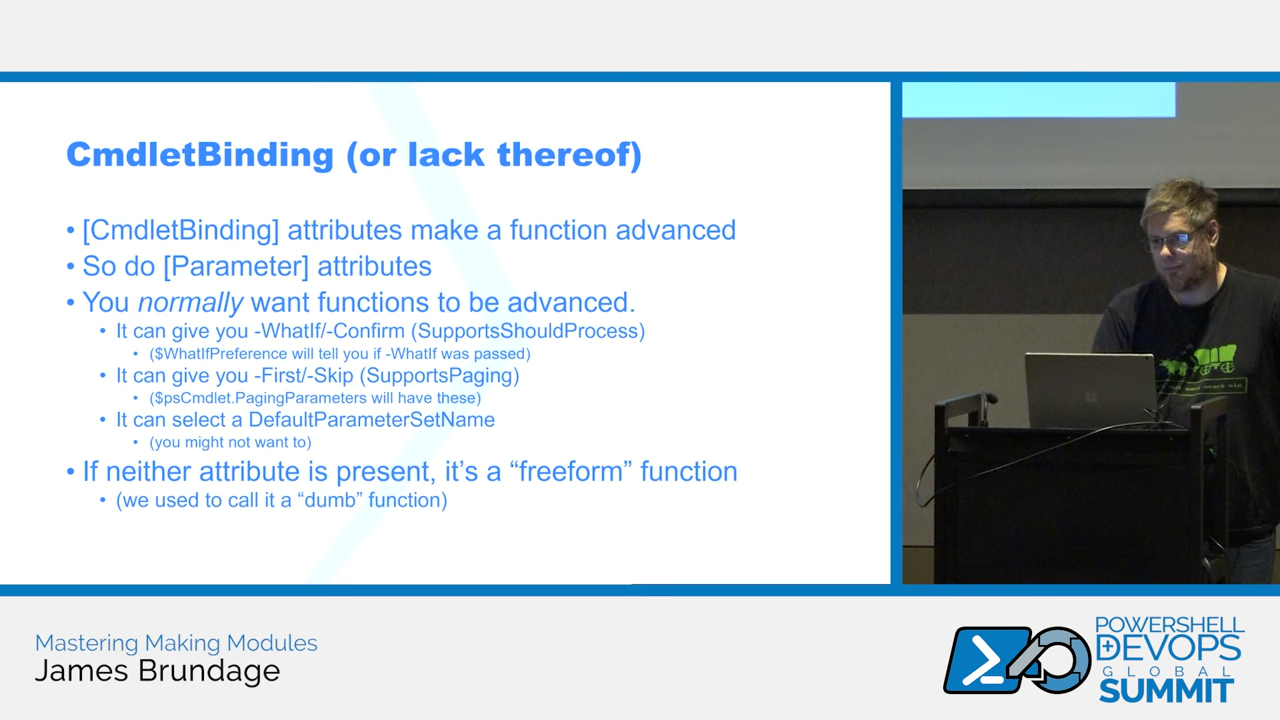 CmdletBinding (or lack thereof)
• [CmdletBinding] attributes make a function advanced
• So do [Parameter] attributes
• You normally want functions to be advanced.
• It can give you -WhatIf/-Confirm (SupportsShouldProcess)
• ($WhatIfPreference will tell you if -WhatIf was passed)
• It can give you -First/-Skip (SupportsPaging)
• ($psCmdlet.PagingParameters will have these)
• It can select a DefaultParameterSetName
• (you might not want to)
• If neither attribute is present, it’s a “freeform” function
• (we used to call it a “dumb” function)
Mastering Making Modules
James Brundage
POWERSHELL
DEVOPS
GLOBAL
SUMMIT